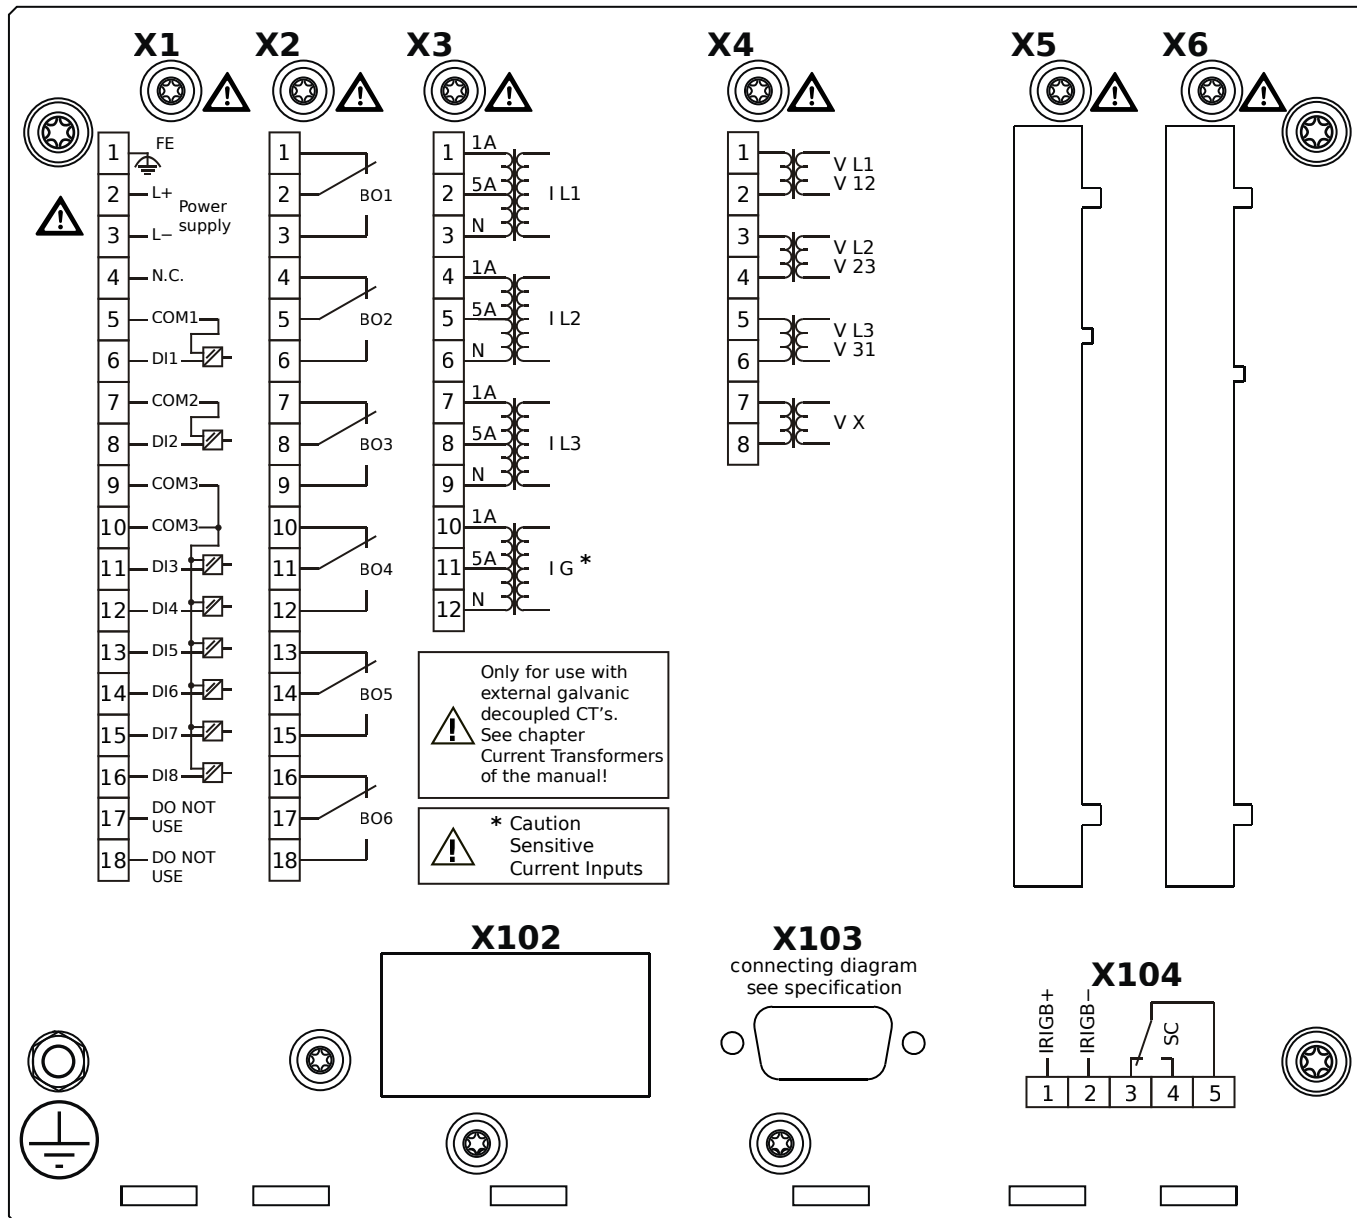 X1
X2
X3
X4
X5
X6
1
FE
2
L+
Power
supply
3
L−
4
N.C.
5
COM1
6
DI1
7
COM2
8
DI2
9
COM3
10
COM3
11
DI3
12
DI4
13
DI5
14
DI6
15
DI7
16
DI8
17
DO NOT
USE
18
DO NOT
USE
1
2
BO1
3
4
5
BO2
6
7
8
BO3
9
10
11
BO4
12
13
14
BO5
15
16
17
BO6
18
1
1A
2
5A
I L1
3
N
4
1A
5
5A
I L2
6
N
7
1A
8
5A
I L3
9
N
10
1A
11
5A
I G *
12
N
Only for use with
external galvanic
decoupled CT's.
See chapter
Current Transformers
of the manual!
* Caution
Sensitive
Current Inputs
1
2
V L1
V 12
3
4
V L2
V 23
5
6
V L3
V 31
7
8
V X
X102
X103
connecting diagram
see specification
X104
IRIGB+
IRIGB−
SC
1 2 3 4 5